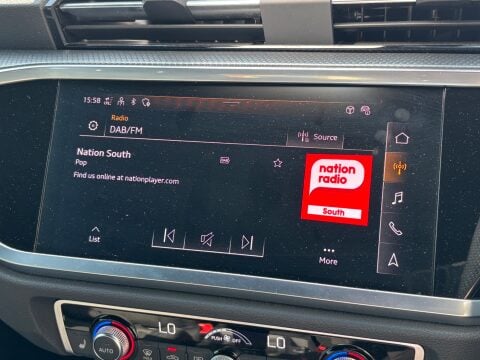 15:58
Radio
DAB/FM
Source
Nation South
Pop
Find us online at nationplayer.com
nation
radio
South
List
More
LO
PUSH
OFF
LO
AUTO